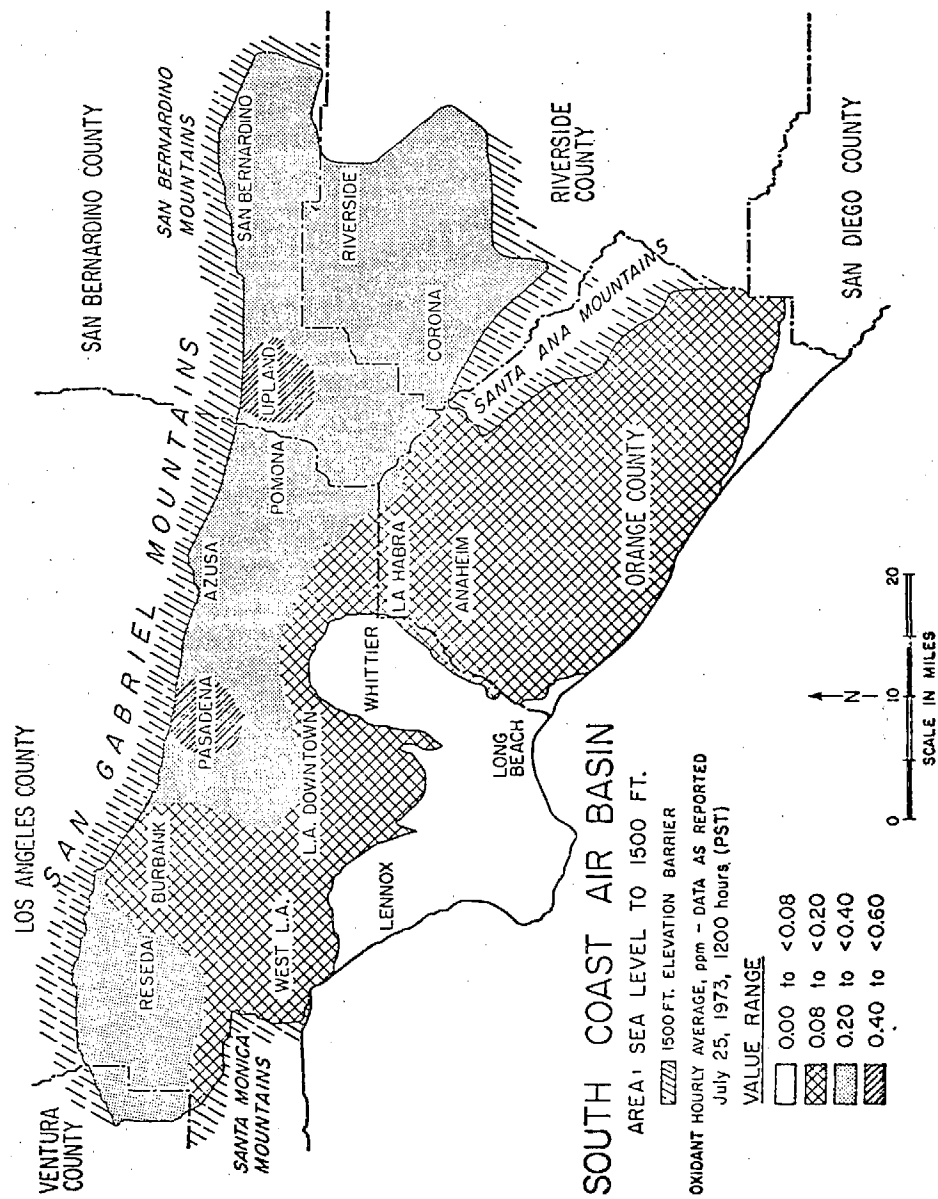 VENTURA
COUNTY
LOS ANGELES COUNTY
SAN BERNARDINO COUNTY
SAN GABRIEL MOUNTAINS
SAN BERNARDINO
MOUNTAINS
RESEDA
BURBANK
PASADENA
AZUSA
UPLAND
SAN BERNARDINO
POMONA
RIVERSIDE
SANTA MONICA
MOUNTAINS
WEST L.A.
L.A. DOWNTOWN
WHITTIER
LA HABRA
CORONA
LENNOX
ANAHEIM
SANTA ANA MOUNTAINS
RIVERSIDE
COUNTY
LONG
BEACH
ORANGE COUNTY
SAN DIEGO COUNTY
SOUTH COAST AIR BASIN
AREA: SEA LEVEL TO 1500 FT.
1500 FT. ELEVATION BARRIER
OXIDANT HOURLY AVERAGE, ppm - DATA AS REPORTED
July 25, 1973, 1200 hours, (PST)
VALUE RANGE
0.00 to <0.08
0.08 to <0.20
0.20 to <0.40
0.40 to <0.60
N
0 10 20
SCALE IN MILES